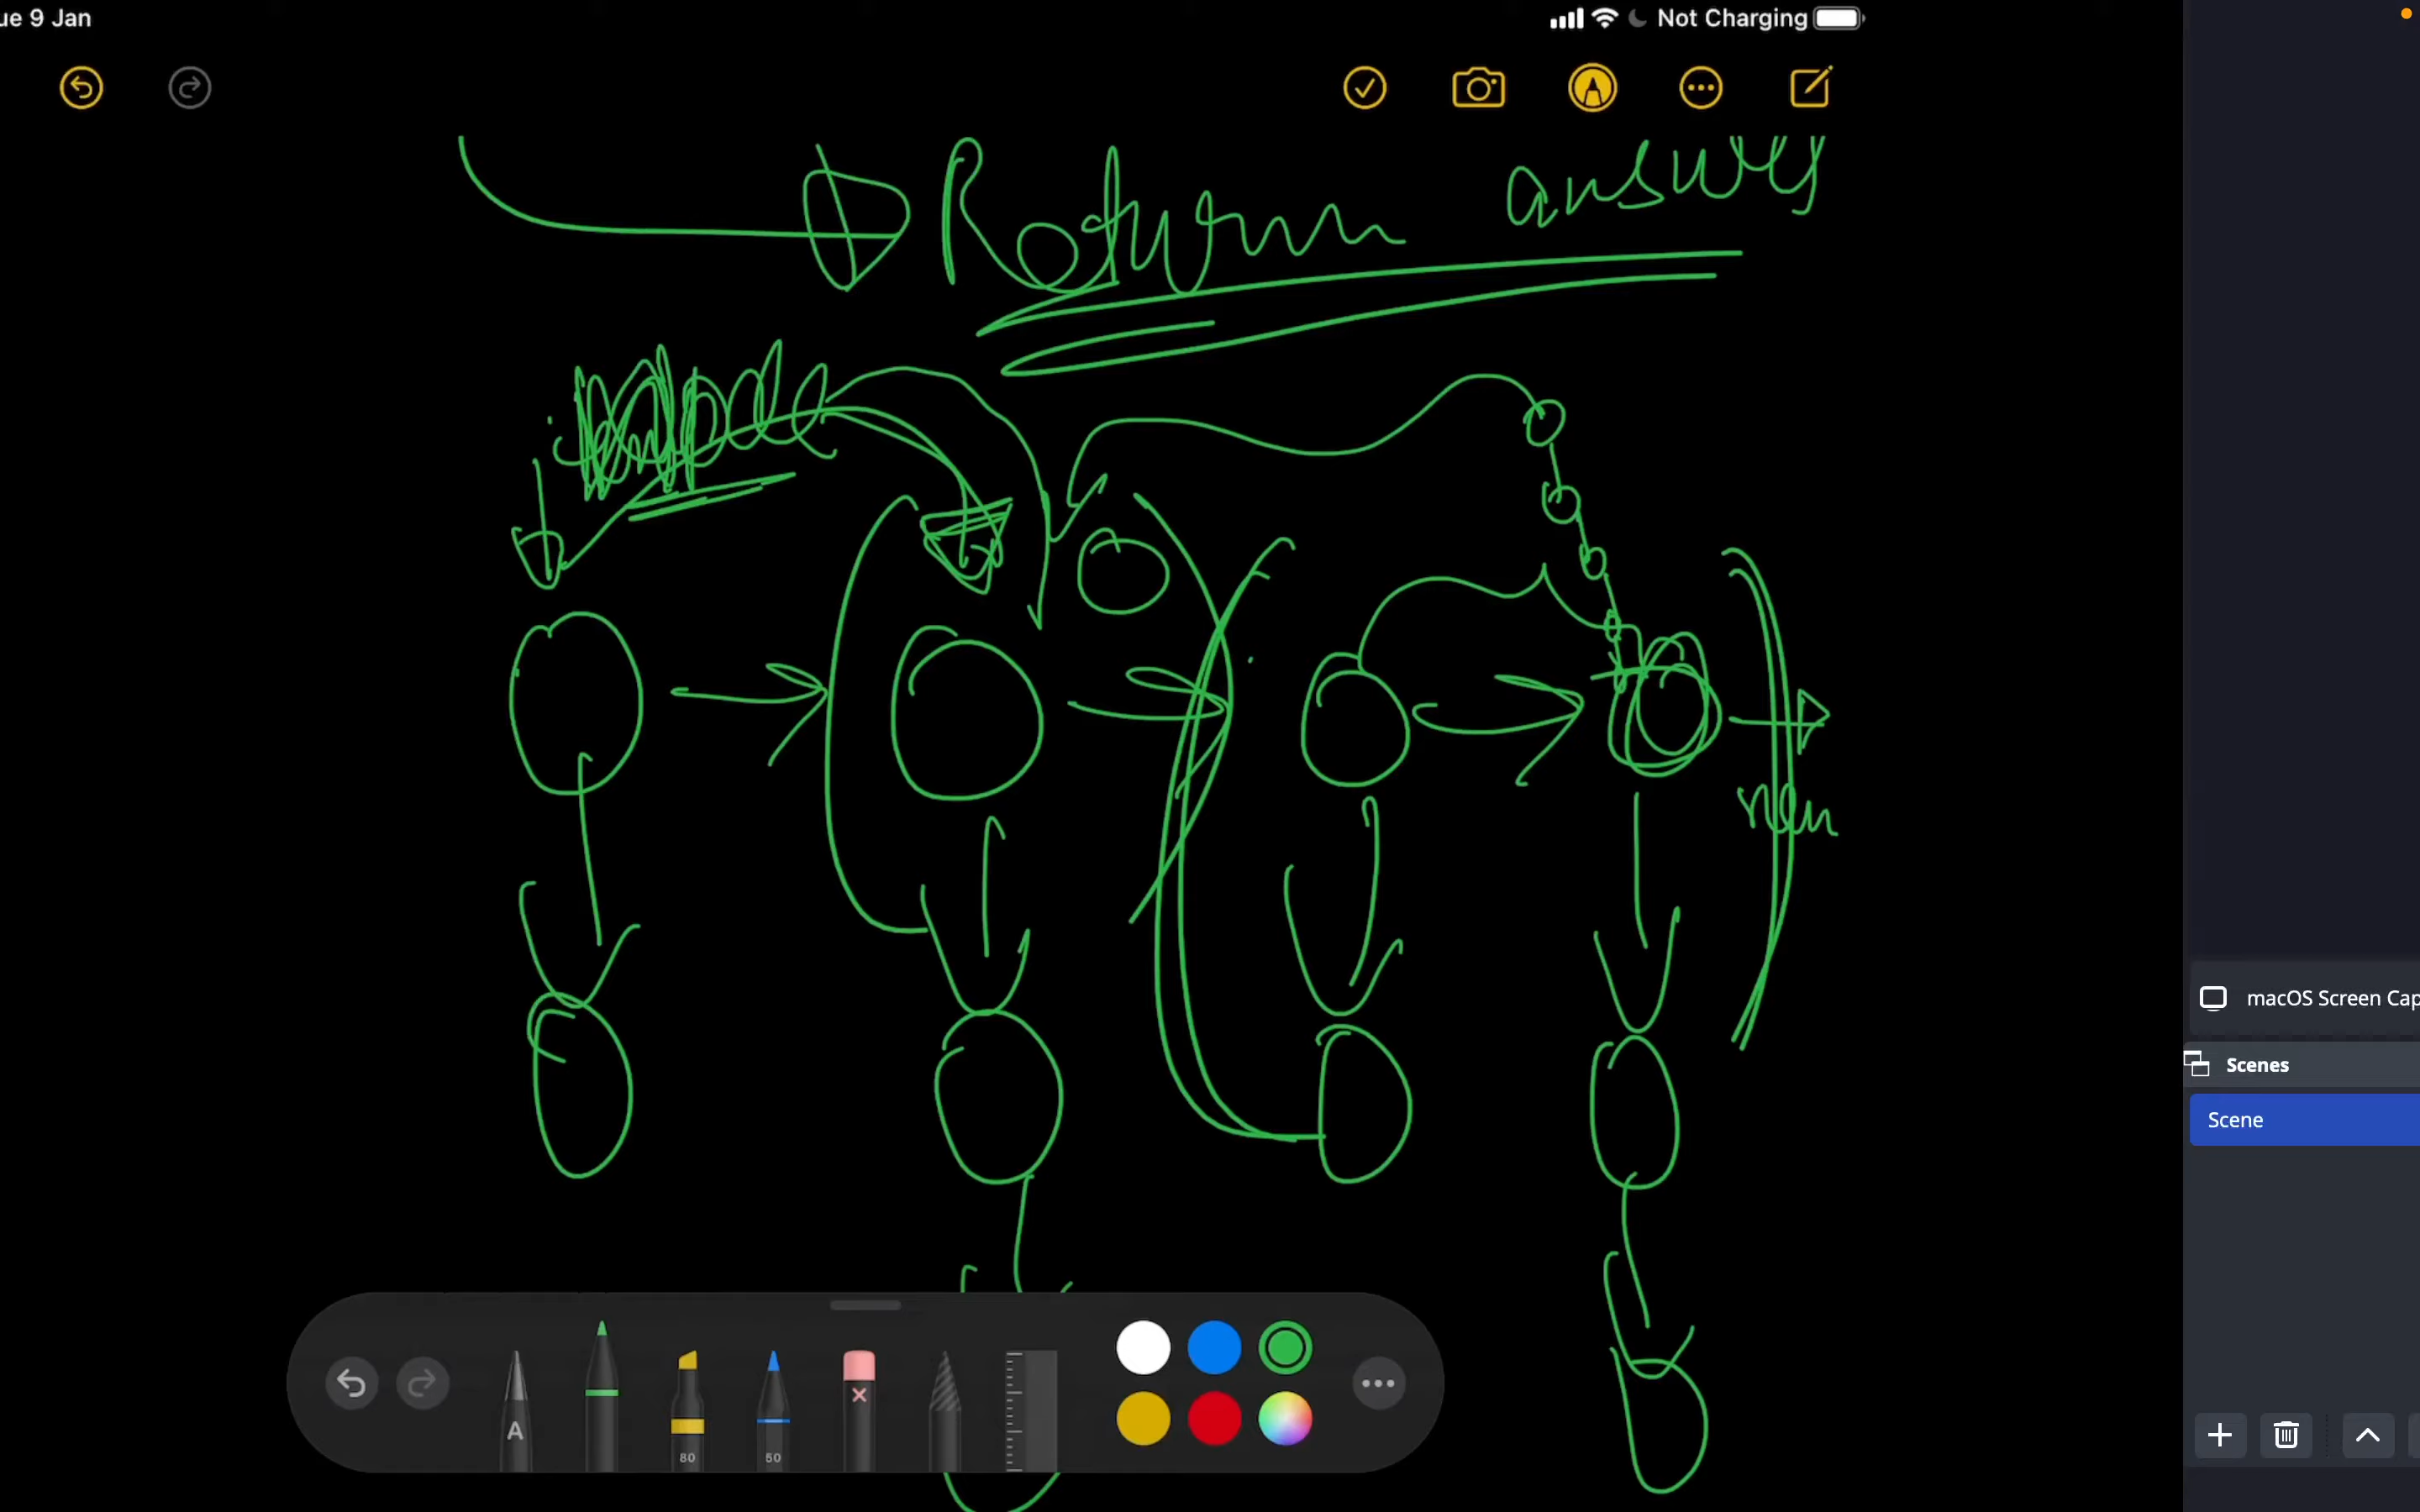 ue 9 Jan
Not Charging
Return answer
macOS Screen Cap
Scenes
Scene
A
80
50